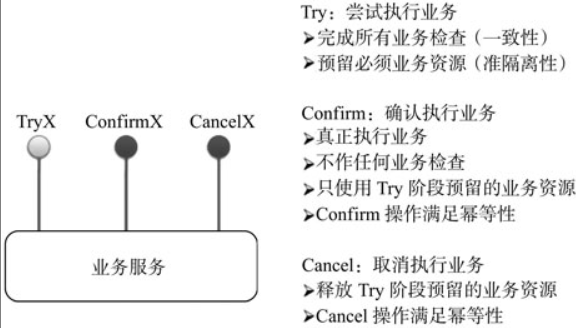 TryX ConfirmX CancelX
业务服务
Try：尝试执行业务
➤完成所有业务检查（一致性）
➤预留必须业务资源（准隔离性）
Confirm：确认执行业务
➤真正执行业务
➤不作任何业务检查
➤只使用 Try 阶段预留的业务资源
➤Confirm 操作满足幂等性
Cancel：取消执行业务
➤释放 Try 阶段预留的业务资源
➤Cancel 操作满足幂等性